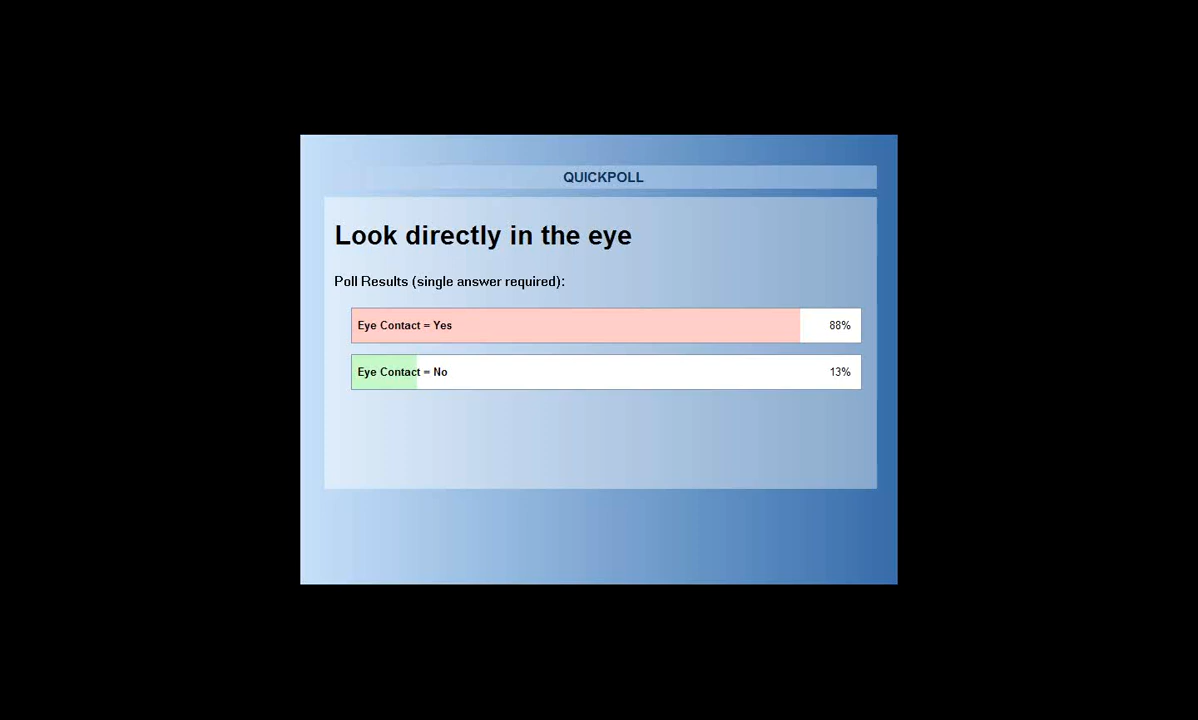 QUICKPOLL
Look directly in the eye
Poll Results (single answer required):
Eye Contact = Yes 88%
Eye Contact = No 13%